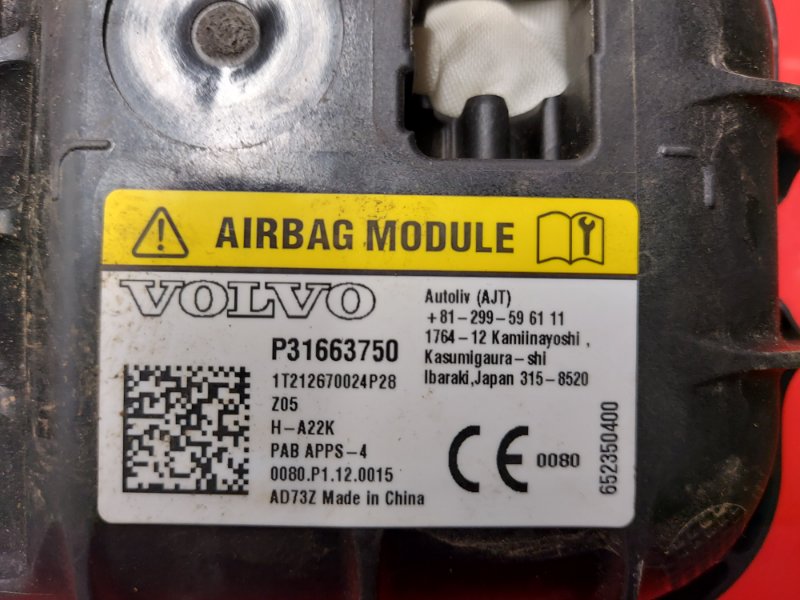 AIRBAG MODULE
VOLVO
P31663750
1T212670024P28
Z05
H-A22K
PAB APPS-4
0080.P1.12.0015
AD73Z Made in China
Autoliv (AJT)
+81-299-59 61 11
1764-12 Kamiinayoshi,
Kasumigaura-shi
Ibaraki,Japan 315-8520
CE 0080
652350400